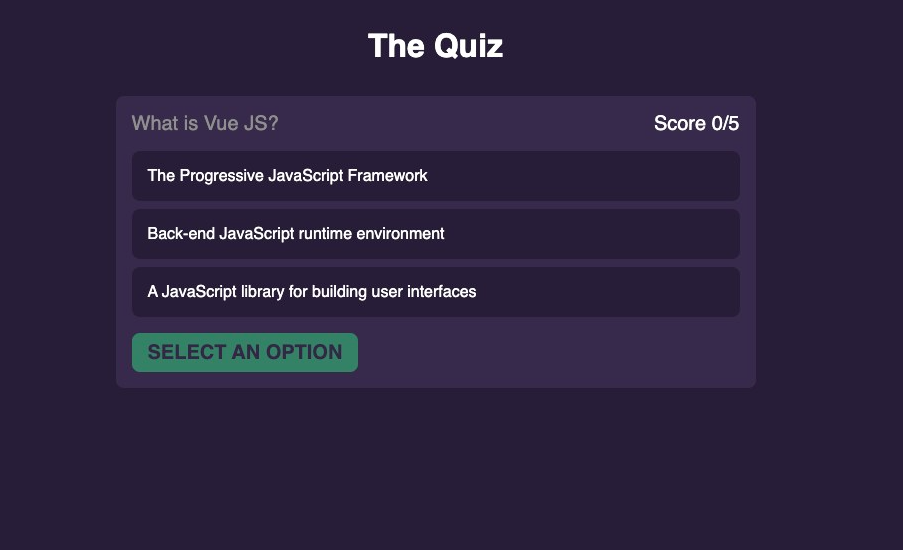 The Quiz
What is Vue JS?
Score 0/5
The Progressive JavaScript Framework
Back-end JavaScript runtime environment
A JavaScript library for building user interfaces
SELECT AN OPTION